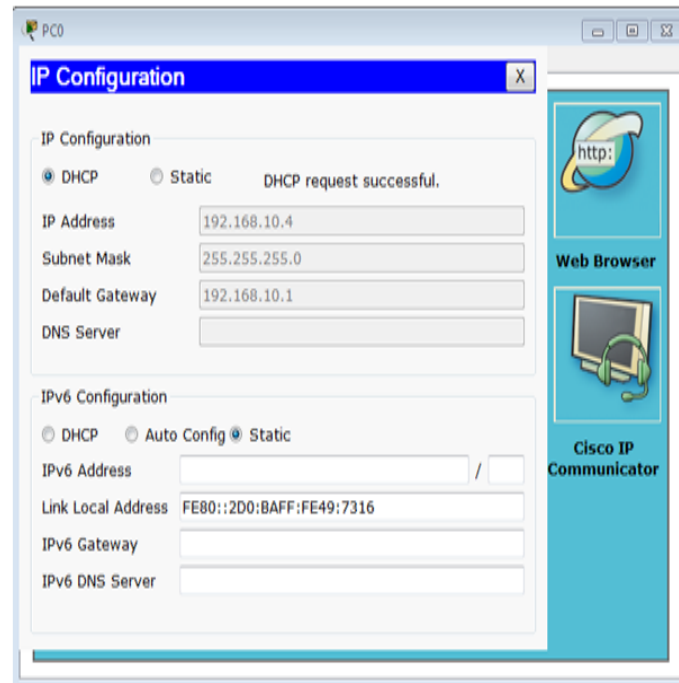 PC0
IP Configuration X
IP Configuration
DHCP Static DHCP request successful.
IP Address 192.168.10.4
Subnet Mask 255.255.255.0
Default Gateway 192.168.10.1
DNS Server
IPv6 Configuration
DHCP Auto Config Static
IPv6 Address /
Link Local Address FE80::2D0:BAFF:FE49:7316
IPv6 Gateway
IPv6 DNS Server
http:
Web Browser
Cisco IP
Communicator